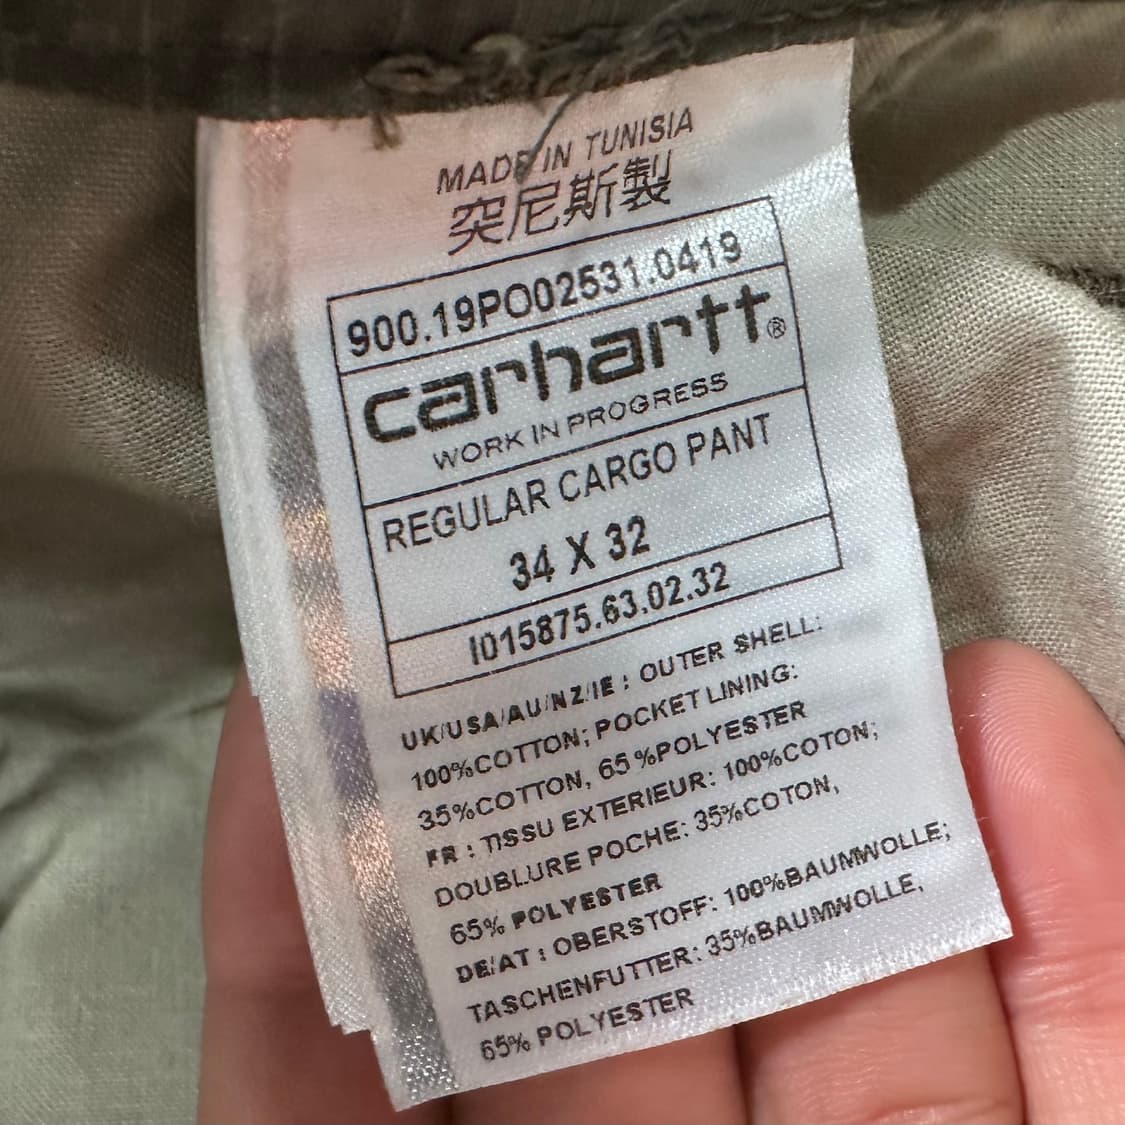 MADE IN TUNISIA
突尼斯製
900.19PO02531.0419
carhartt®
WORK IN PROGRESS
REGULAR CARGO PANT
34 X 32
I015875.63.02.32
UK/USA/AU/NZ/IE : OUTER SHELL:
100%COTTON; POCKET LINING:
35%COTTON, 65%POLYESTER
FR : TISSU EXTERIEUR: 100%COTON;
DOUBLURE POCHE: 35%COTON,
65% POLYESTER
DE/AT : OBERSTOFF: 100%BAUMWOLLE;
TASCHENFUTTER: 35%BAUMWOLLE,
65% POLYESTER